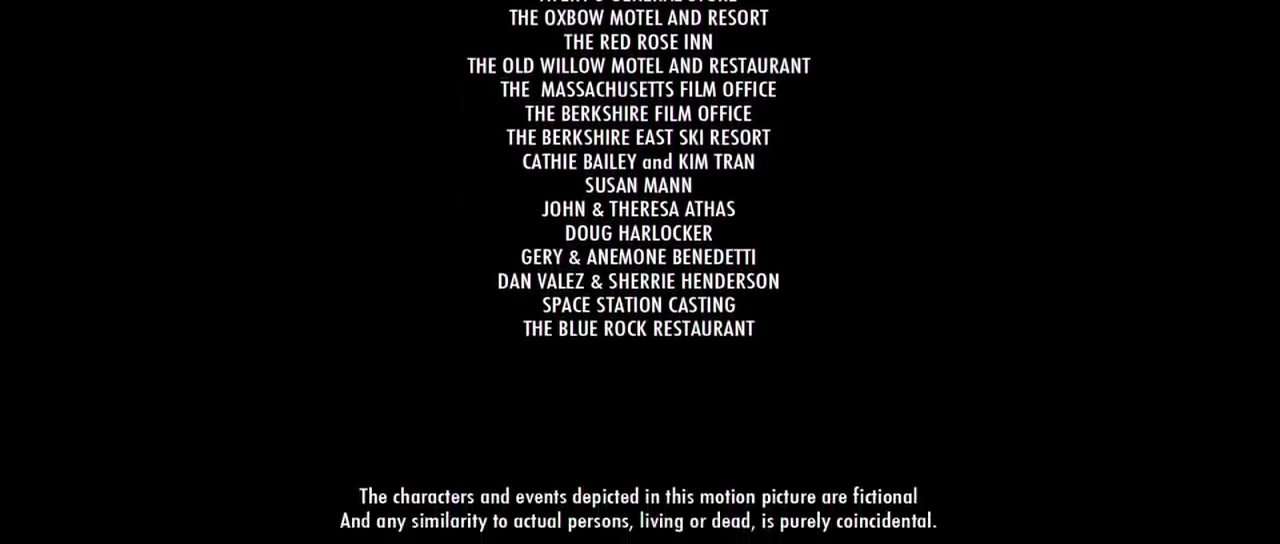 THE OXBOW MOTEL AND RESORT
THE RED ROSE INN
THE OLD WILLOW MOTEL AND RESTAURANT
THE MASSACHUSETTS FILM OFFICE
THE BERKSHIRE FILM OFFICE
THE BERKSHIRE EAST SKI RESORT
CATHIE BAILEY and KIM TRAN
SUSAN MANN
JOHN & THERESA ATHAS
DOUG HARLOCKER
GERY & ANEMONE BENEDETTI
DAN VALEZ & SHERRIE HENDERSON
SPACE STATION CASTING
THE BLUE ROCK RESTAURANT
The characters and events depicted in this motion picture are fictional
And any similarity to actual persons, living or dead, is purely coincidental.